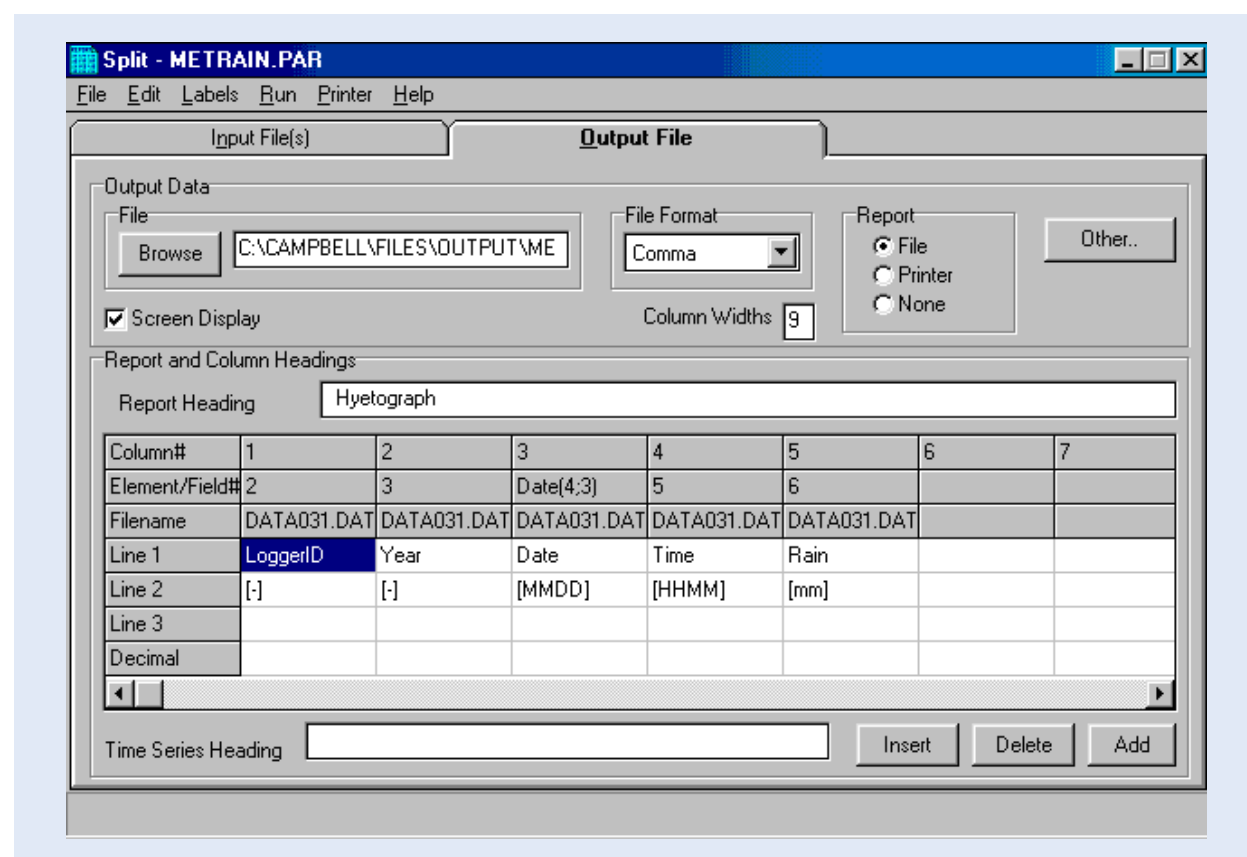 Split - METRAIN.PAR
File Edit Labels Run Printer Help
Input File(s) Output File
Output Data
File File Format Report
Browse C:\CAMPBELL\FILES\OUTPUT\ME Comma File Other..
Printer
Screen Display Column Widths 9 None
Report and Column Headings
Report Heading Hyetograph
Column# 1 2 3 4 5 6 7
Element/Field# 2 3 Date(4;3) 5 6
Filename DATA031.DAT DATA031.DAT DATA031.DAT DATA031.DAT DATA031.DAT
Line 1 LoggerID Year Date Time Rain
Line 2 [-] [-] [MMDD] [HHMM] [mm]
Line 3
Decimal
Time Series Heading Insert Delete Add